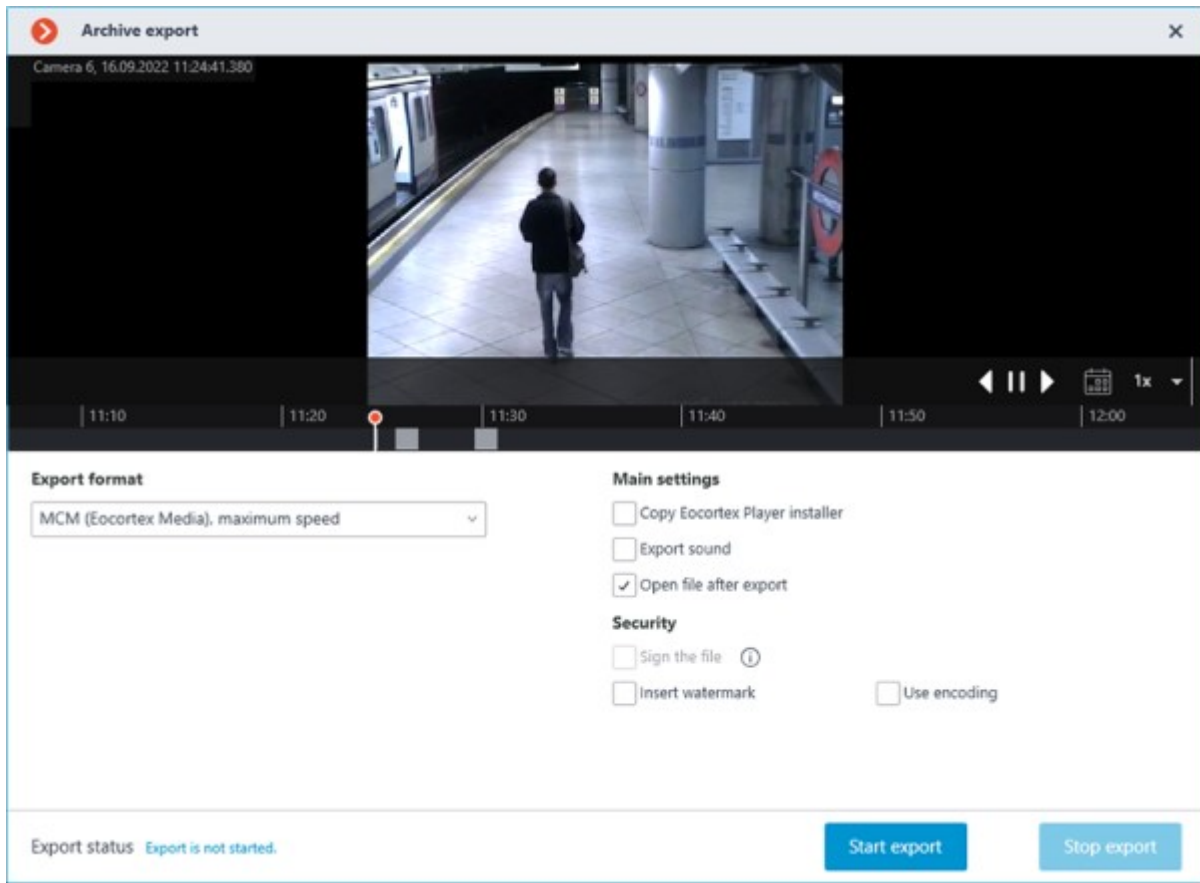 Archive export
Camera 6, 16.09.2022 11:24:41.380
1x
11:10 11:20 11:30 11:40 11:50 12:00
Export format
MCM (Eocortex Media), maximum speed
Main settings
Copy Eocortex Player installer
Export sound
Open file after export
Security
Sign the file
Insert watermark Use encoding
Export status Export is not started.
Start export Stop export